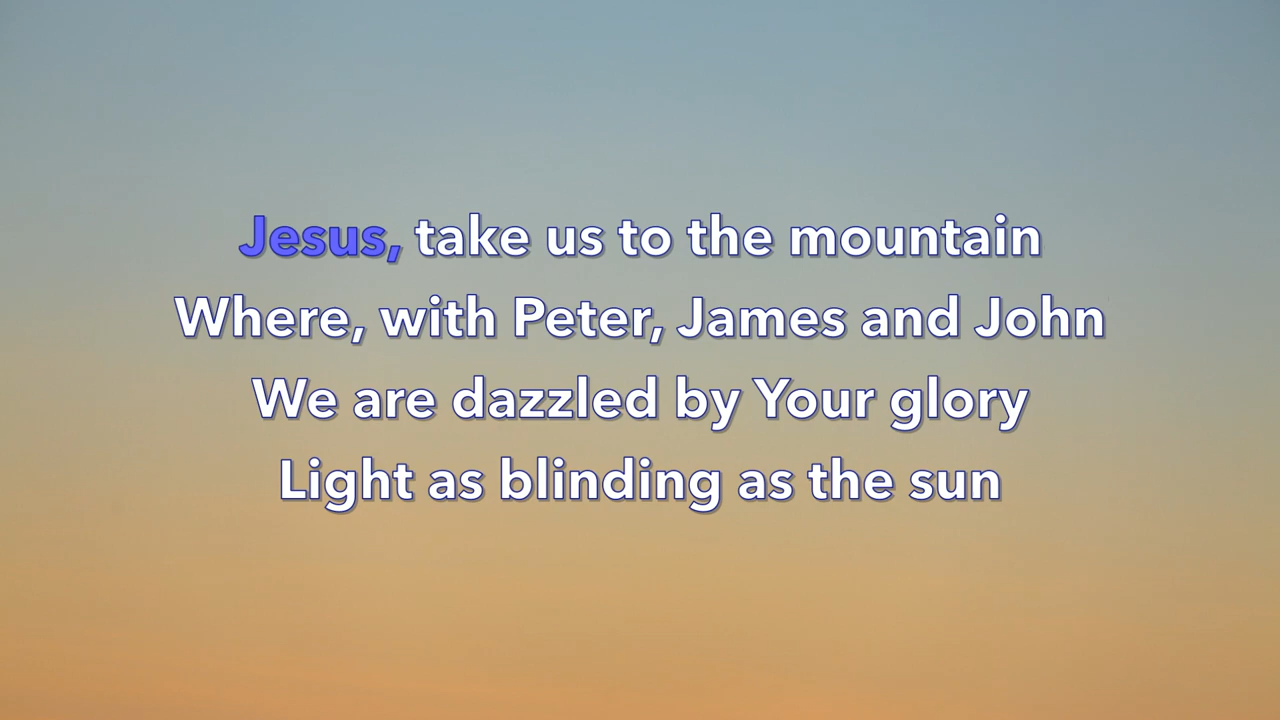 Jesus, take us to the mountain
Where, with Peter, James and John
We are dazzled by Your glory
Light as blinding as the sun